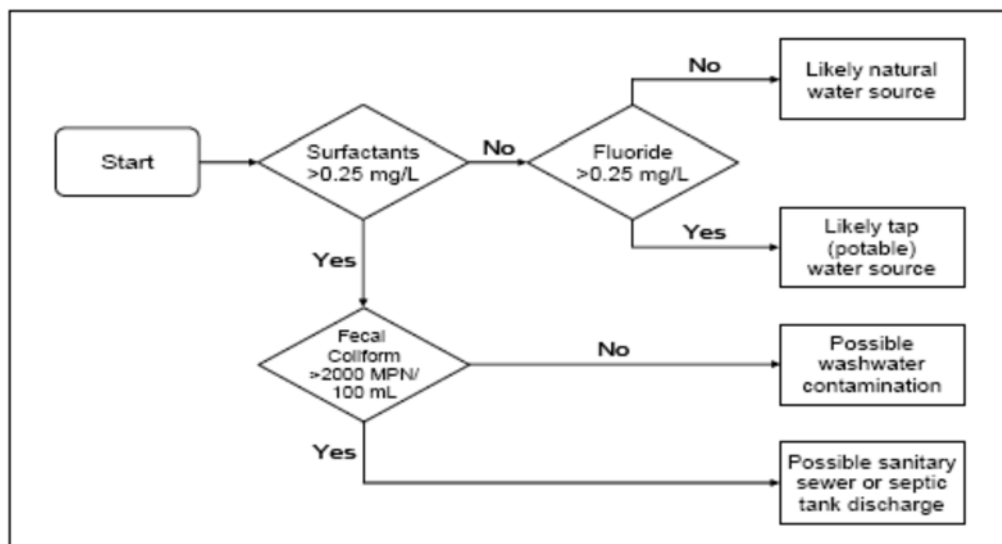 No
Likely natural
water source
Start
Surfactants
>0.25 mg/L
No
Fluoride
>0.25 mg/L
Yes
Likely tap
(potable)
water source
Yes
Fecal
Coliform
>2000 MPN/
100 mL
No
Possible
washwater
contamination
Yes
Possible sanitary
sewer or septic
tank discharge